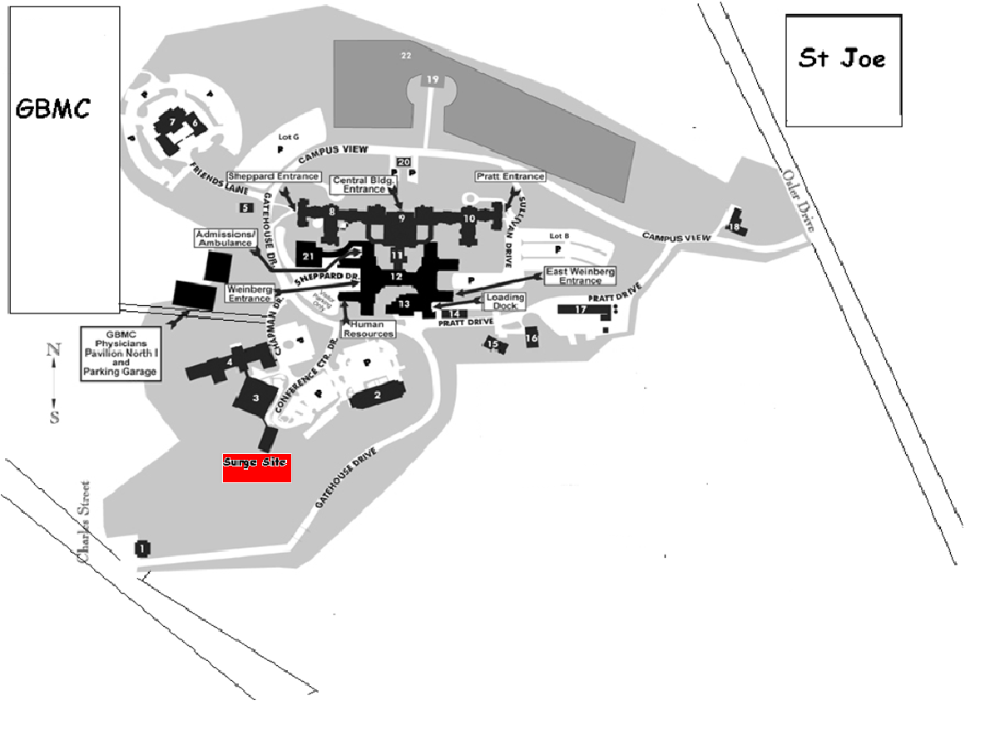 St Joe
GBMC
22
19
7
6
P
P
P
Lot G
P
CAMPUS VIEW
20
P
P
FRIENDS LANE
Sheppard Entrance
Central Bldg.
Entrance
Pratt Entrance
Osler Drive
5
GATEHOUSE DR.
8
9
10
SULLIVAN DRIVE
18
Admissions/
Ambulance
Lot B
P
CAMPUS VIEW
21
11
SHEPPARD DR.
12
P
East Weinberg
Entrance
Weinberg
Entrance
Visitor
Parking
Only
13
Loading
Dock
PRATT DRIVE
17
14
PRATT DRIVE
CHAPMAN DR.
Human
Resources
GBMC
Physicians
Pavilion North II
and
Parking Garage
P
15
16
N
S
4
CONFERENCE CTR. DR.
P
3
P
2
Surge Site
GATEHOUSE DRIVE
Charles Street
1